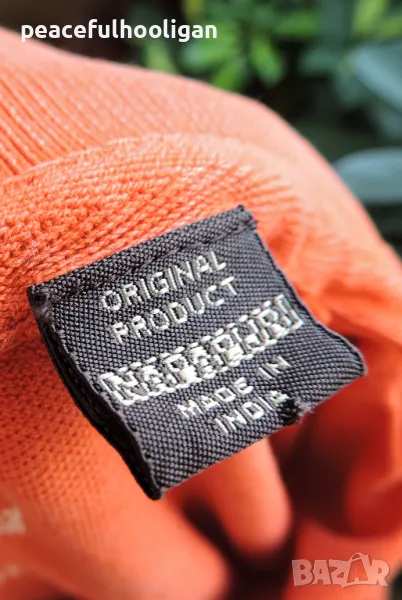 peacefulhooligan
ORIGINAL
PRODUCT
NAPAPIJRI
MADE IN
INDIA
BAZAR